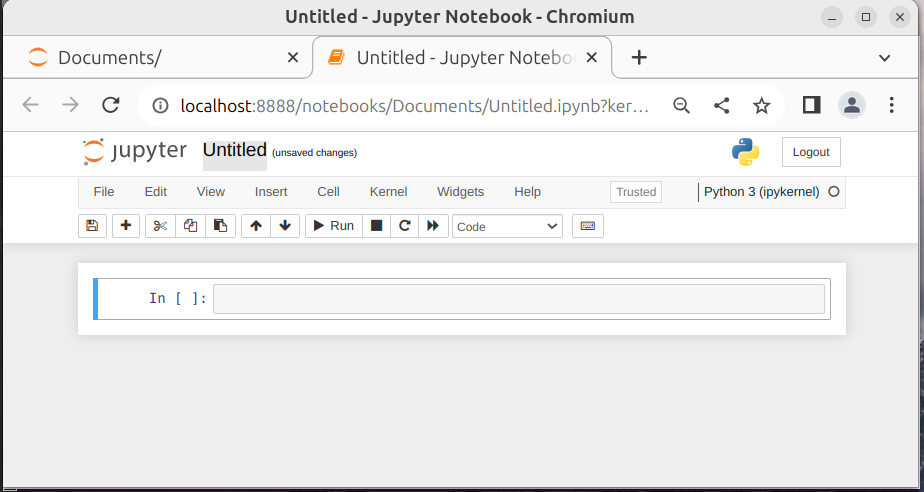 Untitled - Jupyter Notebook - Chromium
Documents/
Untitled - Jupyter Notebo
localhost:8888/notebooks/Documents/Untitled.ipynb?ker...
jupyter Untitled (unsaved changes) Logout
File Edit View Insert Cell Kernel Widgets Help Trusted Python 3 (ipykernel)
Run Code
In [ ]: